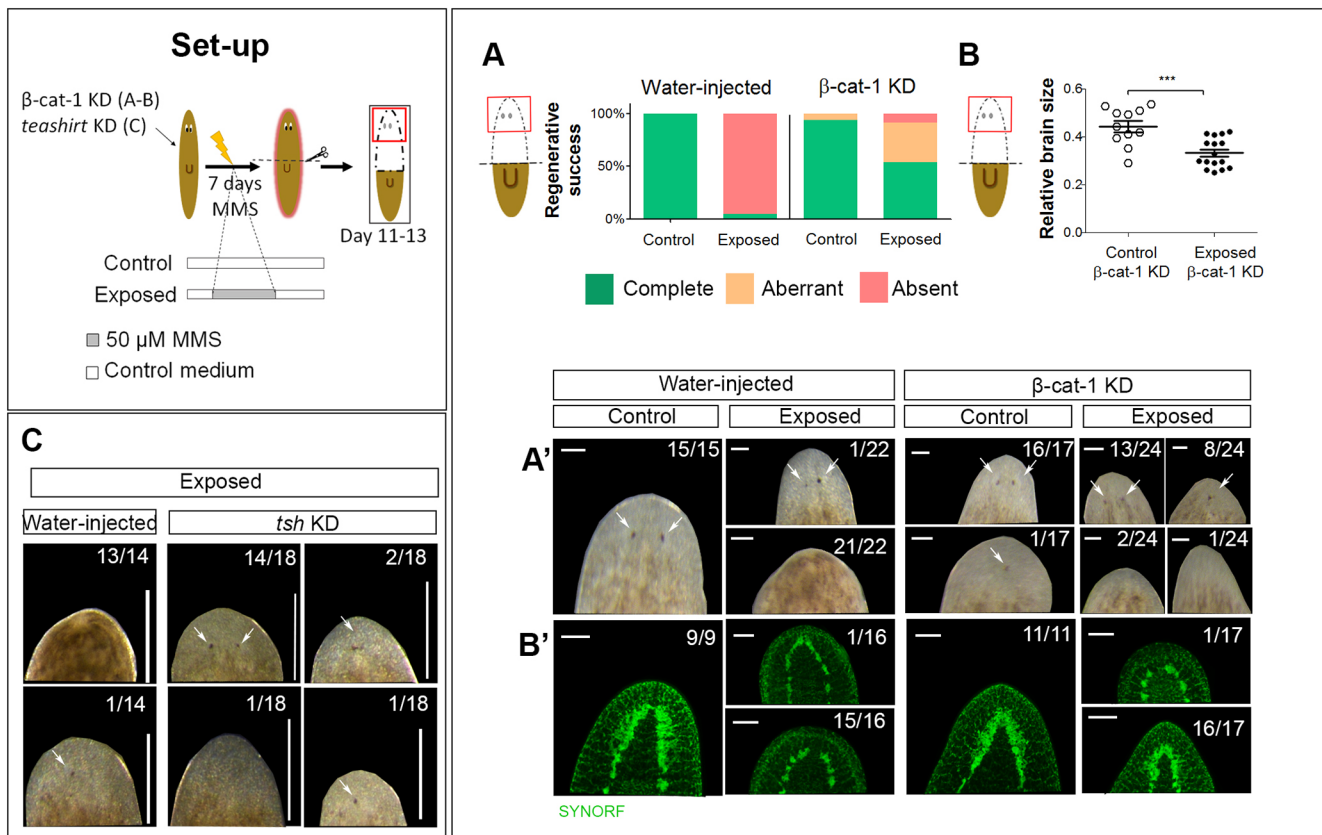 Set-up
β-cat-1 KD (A-B)
teashirt KD (C)
7 days
MMS
Day 11-13
Control
Exposed
50 µM MMS
Control medium
A
Water-injected
β-cat-1 KD
Regenerative
success
100%
50%
0%
Control
Exposed
Control
Exposed
Complete
Aberrant
Absent
B
Relative brain size
0.6
0.4
0.2
0.0
***
Control
β-cat-1 KD
Exposed
β-cat-1 KD
Water-injected
β-cat-1 KD
Control
Exposed
Control
Exposed
A’
15/15
1/22
21/22
16/17
1/17
13/24
8/24
2/24
1/24
B’
9/9
1/16
15/16
11/11
1/17
16/17
SYNORF
C
Exposed
Water-injected
tsh KD
13/14
14/18
2/18
1/14
1/18
1/18